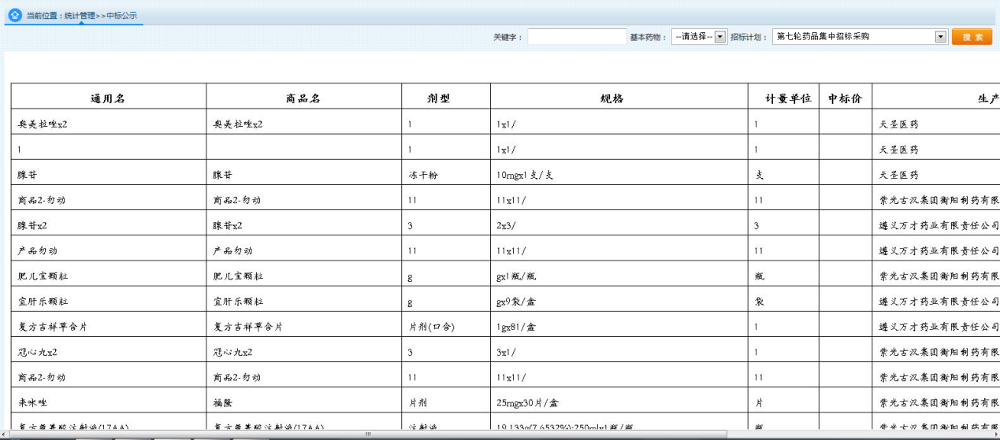 当前位置：统计管理>>中标公示
关键字： 基本药物： --请选择-- 招标计划： 第七轮药品集中招标采购 搜 索
通用名 商品名 剂型 规格 计量单位 中标价 生产
奥美拉唑x2 奥美拉唑x2 1 1x1/ 1 天圣医药
1 1 1x1/ 1 天圣医药
腺苷 腺苷 冻干粉 10mgx1支/支 支 天圣医药
商品2-勿动 商品2-勿动 11 11x11/ 11 紫光古汉集团衡阳制药有限
腺苷x2 腺苷x2 3 2x3/ 3 遵义万才药业有限责任公司
产品勿动 产品勿动 11 11x11/ 11 遵义万才药业有限责任公司
肥儿宝颗粒 肥儿宝颗粒 g gx1瓶/瓶 瓶 紫光古汉集团衡阳制药有限
宜肝乐颗粒 宜肝乐颗粒 g gx9袋/盒 袋 遵义万才药业有限责任公司
复方吉祥草含片 复方吉祥草含片 片剂(口含) 1gx81/盒 1 遵义万才药业有限责任公司
冠心丸x2 冠心丸x2 3 3x1/ 1 紫光古汉集团衡阳制药有限
商品2-勿动 商品2-勿动 11 11x11/ 11 紫光古汉集团衡阳制药有限
来咪唑 福隆 片剂 25mgx30片/盒 片 紫光古汉集团衡阳制药有限
复方氨基酸注射液(17AA) 复方氨基酸注射液(17AA) 注射液 19.133g(7.6532%):250mlx1瓶/瓶 瓶 紫光古汉集团衡阳制药有限